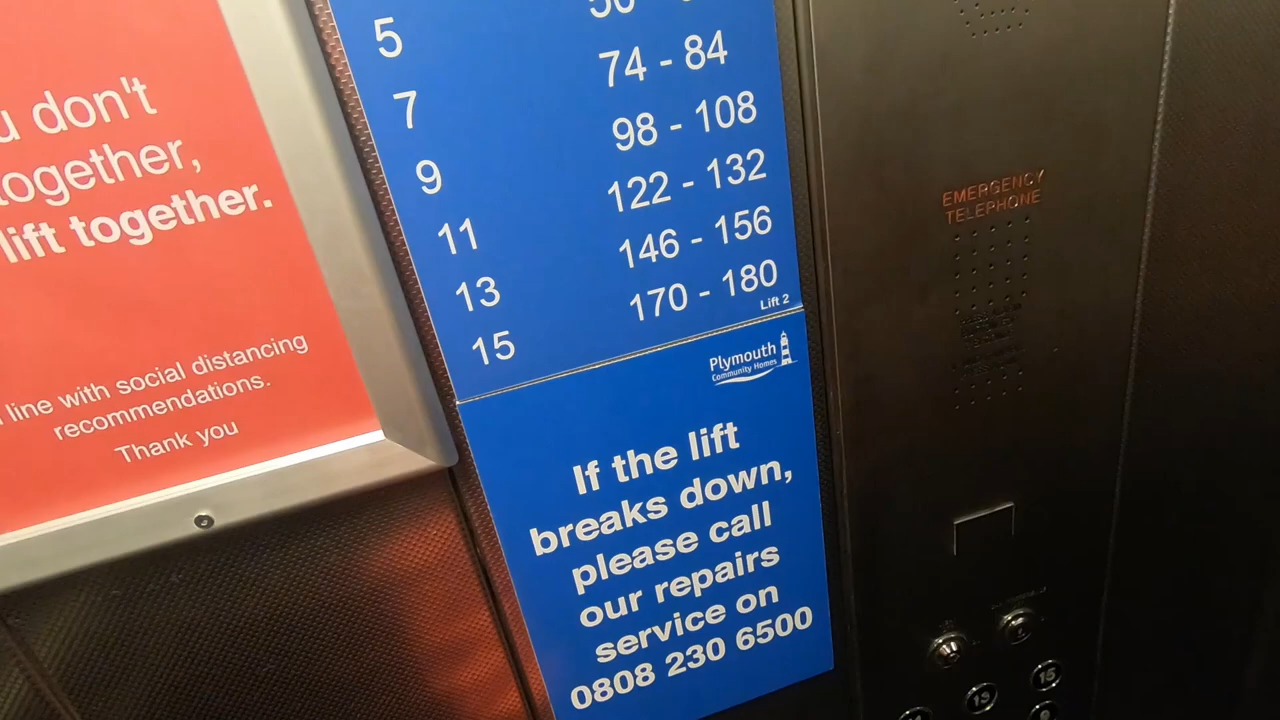 u don't
together,
lift together.
line with social distancing
recommendations.
Thank you
5
7 74 - 84
9 98 - 108
11 122 - 132
13 146 - 156
15 170 - 180
Lift 2
Plymouth
Community Homes
If the lift
breaks down,
please call
our repairs
service on
0808 230 6500
EMERGENCY
TELEPHONE
15
13